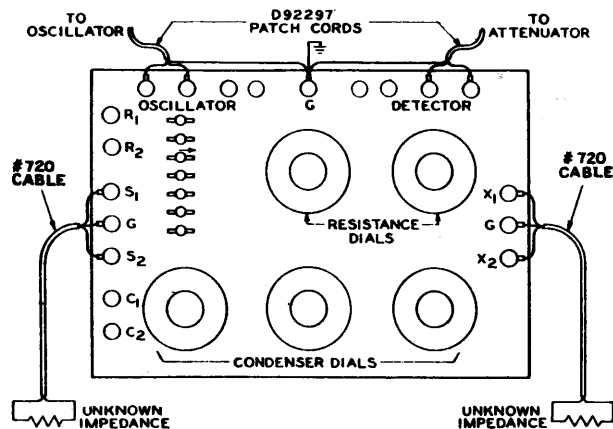 TO
OSCILLATOR
D92297
PATCH CORDS
TO
ATTENUATOR
OSCILLATOR
G
DETECTOR
R1
R2
#720
CABLE
S1
G
S2
C1
C2
RESISTANCE
DIALS
X1
G
X2
#720
CABLE
CONDENSER DIALS
UNKNOWN
IMPEDANCE
UNKNOWN
IMPEDANCE